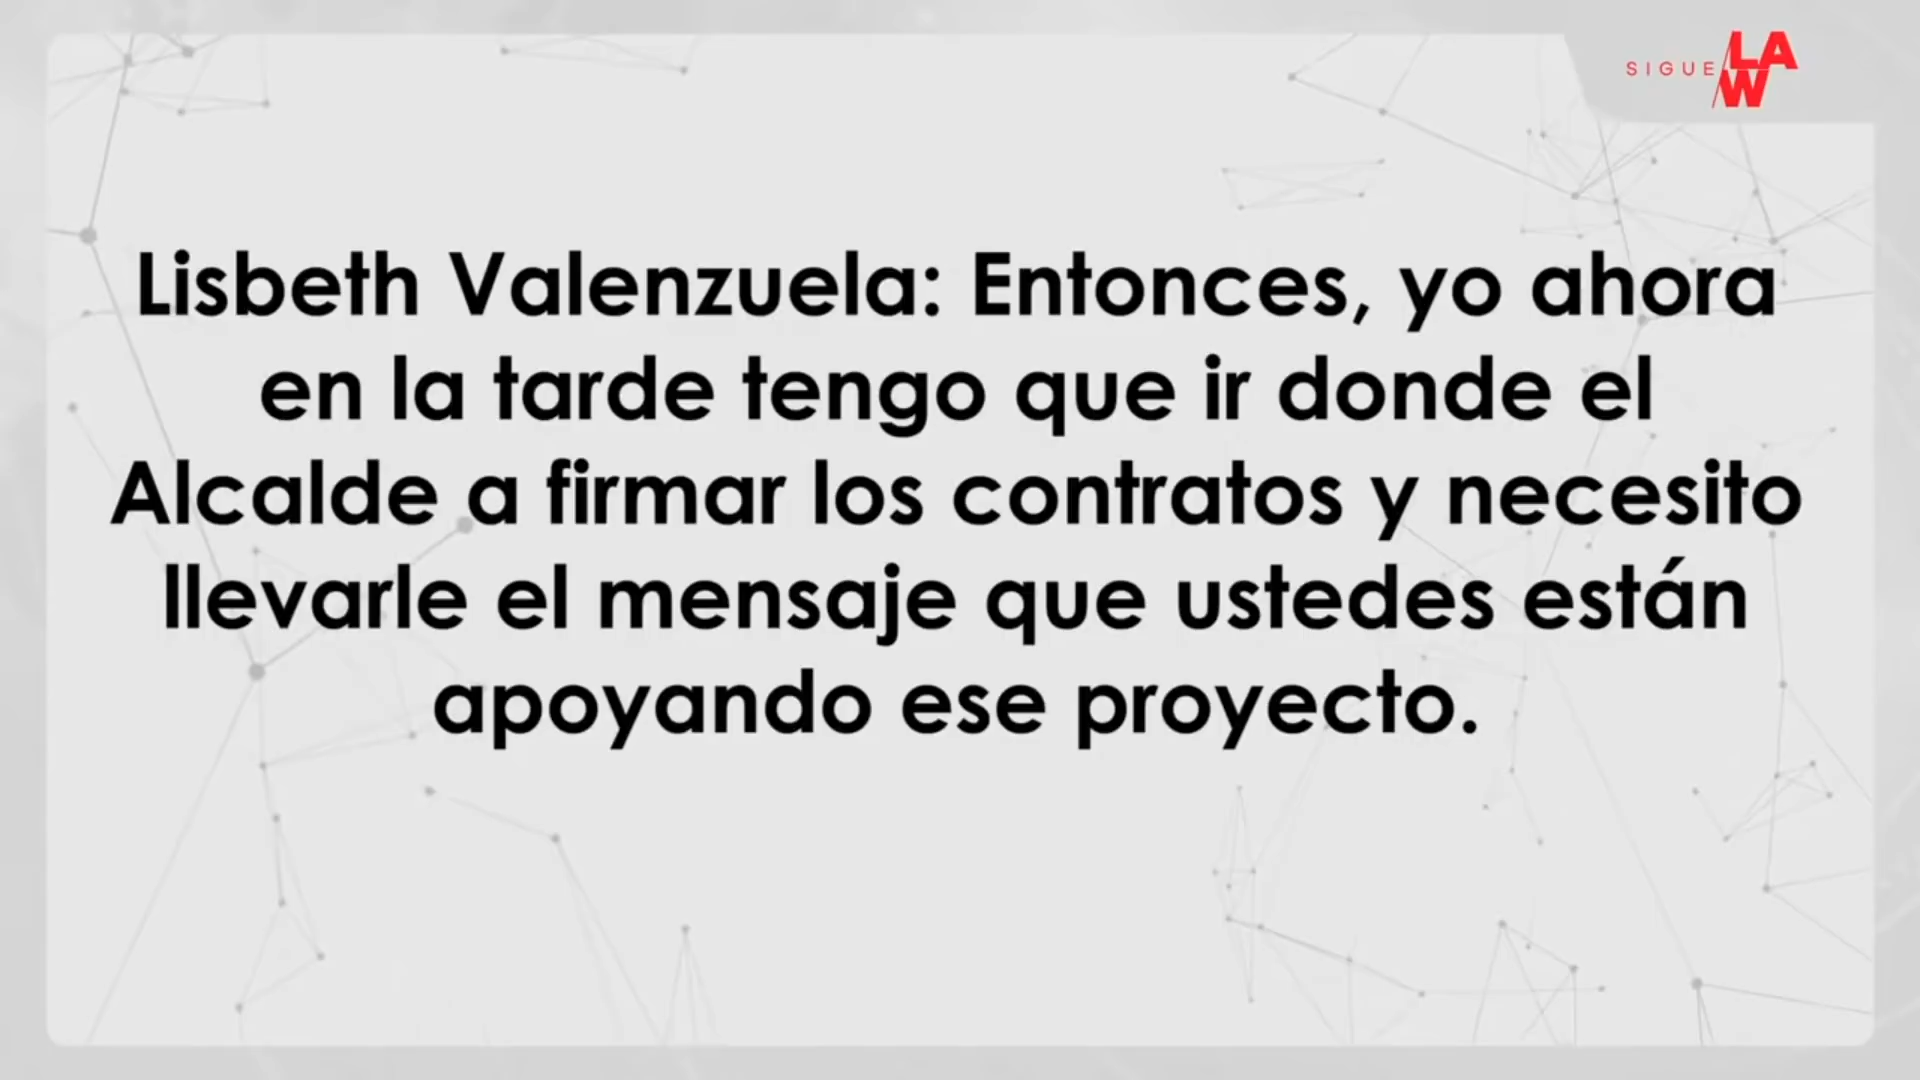 SIGUE LA W
Lisbeth Valenzuela: Entonces, yo ahora
en la tarde tengo que ir donde el
Alcalde a firmar los contratos y necesito
llevarle el mensaje que ustedes están
apoyando ese proyecto.